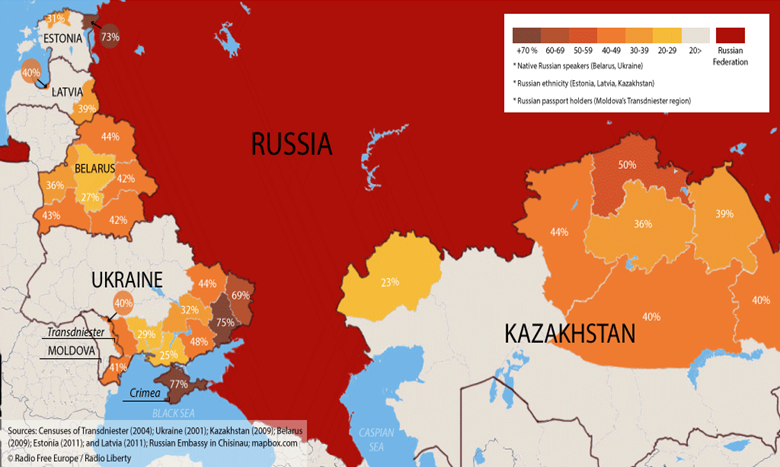 31%
ESTONIA
73%
40%
LATVIA
39%
44%
BELARUS
36%
42%
27%
43%
42%
RUSSIA
+70 %
60-69
50-59
40-49
30-39
20-29
20>
Russian
Federation
* Native Russian speakers (Belarus, Ukraine)
* Russian ethnicity (Estonia, Latvia, Kazakhstan)
* Russian passport holders (Moldova's Transdniester region)
50%
44%
36%
39%
23%
40%
40%
KAZAKHSTAN
UKRAINE
44%
69%
40%
32%
75%
Transdniester
29%
48%
MOLDOVA
25%
41%
77%
Crimea
BLACK SEA
CASPIAN
SEA
Sources: Censuses of Transdniester (2004); Ukraine (2001); Kazakhstan (2009); Belarus
(2009); Estonia (2011); and Latvia (2011); Russian Embassy in Chisinau; mapbox.com
© Radio Free Europe / Radio Liberty